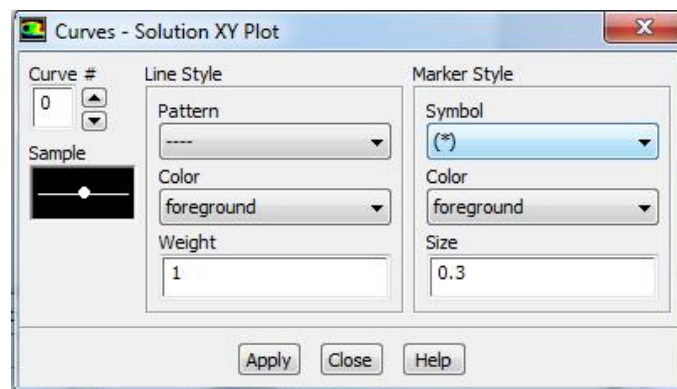 Curves - Solution XY Plot
Curve #
0
Sample
Line Style
Pattern
----
Color
foreground
Weight
1
Marker Style
Symbol
(*)
Color
foreground
Size
0.3
Apply Close Help